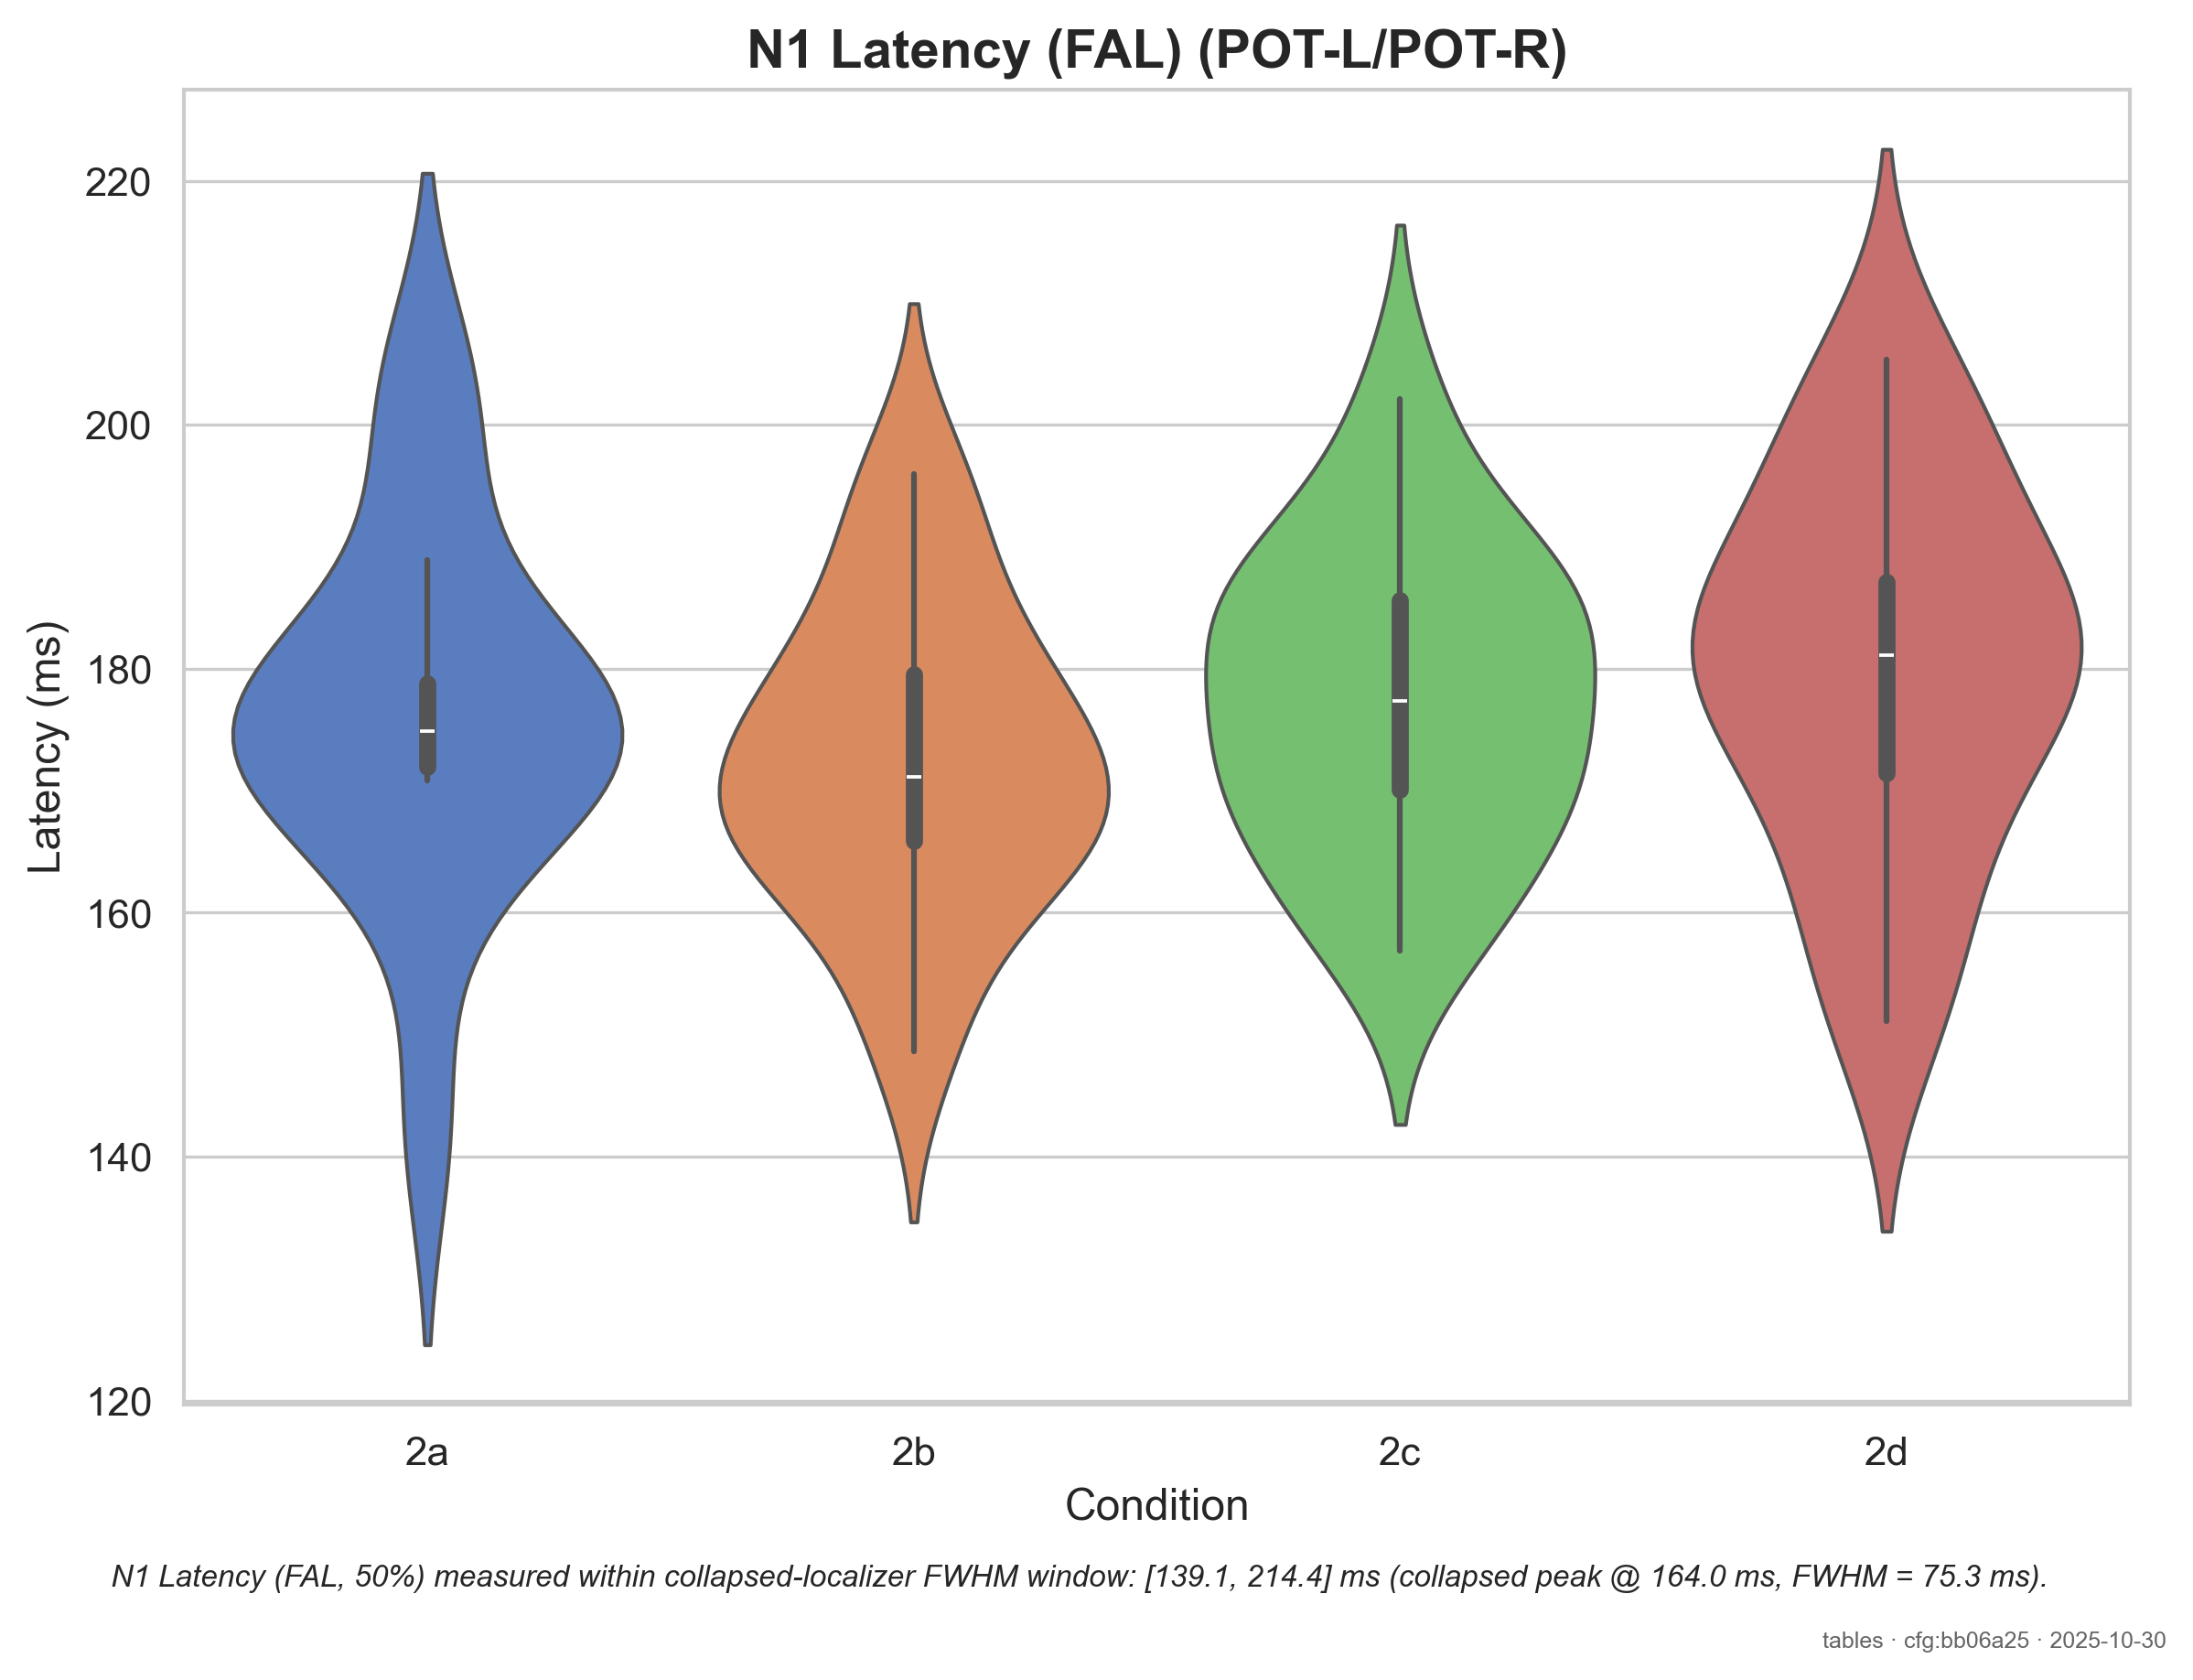 N1 Latency (FAL) (POT-L/POT-R)
Latency (ms)
220
200
180
160
140
120
2a 2b 2c 2d
Condition
N1 Latency (FAL, 50%) measured within collapsed-localizer FWHM window: [139.1, 214.4] ms (collapsed peak @ 164.0 ms, FWHM = 75.3 ms).
tables · cfg:bb06a25 · 2025-10-30